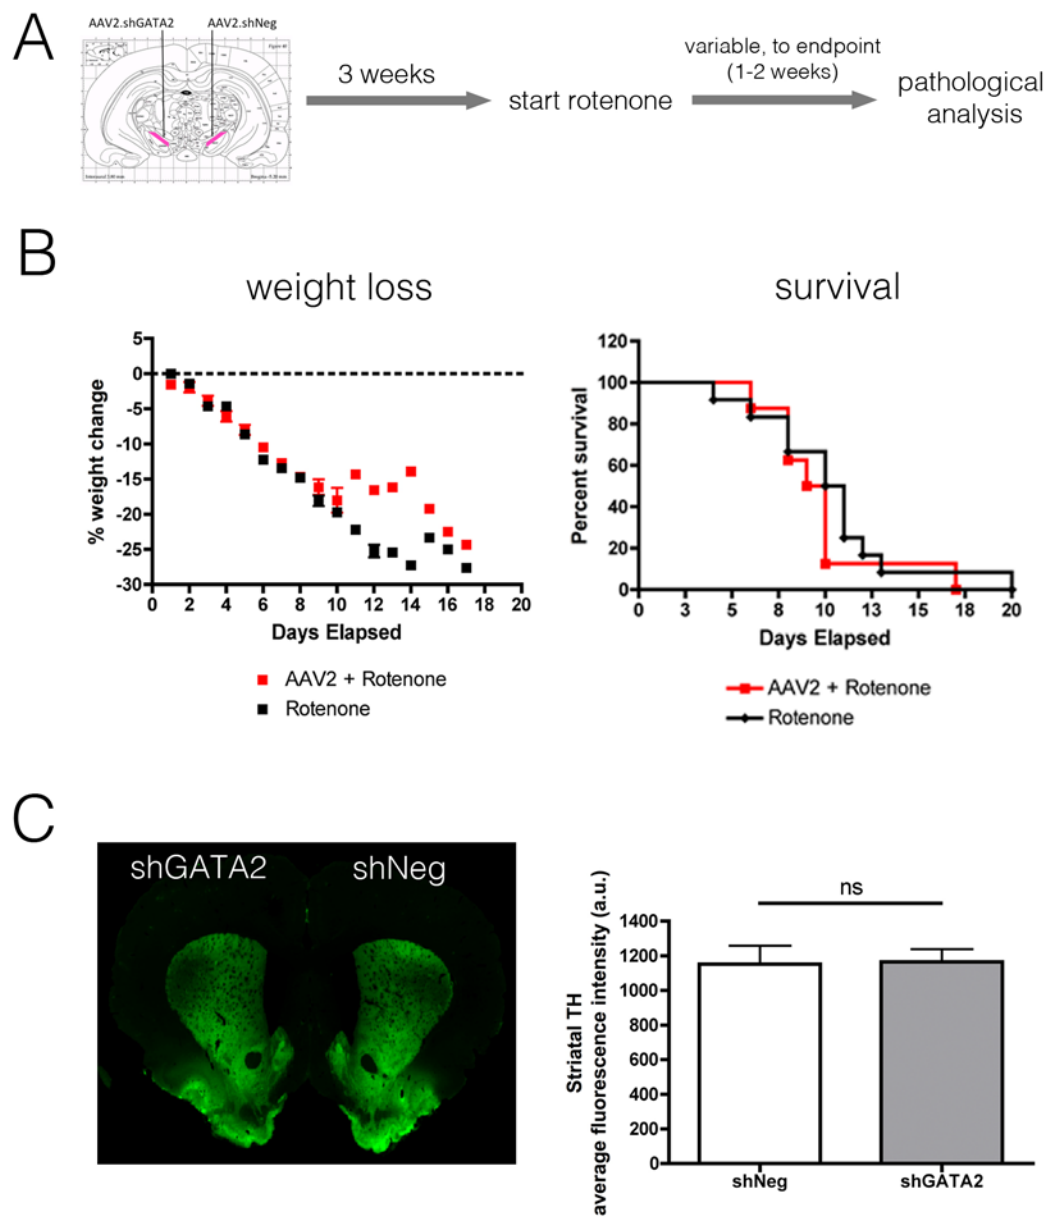 A
AAV2.shGATA2
AAV2.shNeg
3 weeks
start rotenone
variable, to endpoint
(1-2 weeks)
pathological
analysis
B
weight loss
5
0
-5
-10
-15
-20
-25
-30
% weight change
0 2 4 6 8 10 12 14 16 18 20
Days Elapsed
AAV2 + Rotenone
Rotenone
survival
120
100
80
60
40
20
0
Percent survival
0 3 5 8 10 13 15 18 20
Days Elapsed
AAV2 + Rotenone
Rotenone
C
shGATA2
shNeg
ns
1400
1200
1000
800
600
400
200
0
Striatal TH
average fluorescence intensity (a.u.)
shNeg
shGATA2